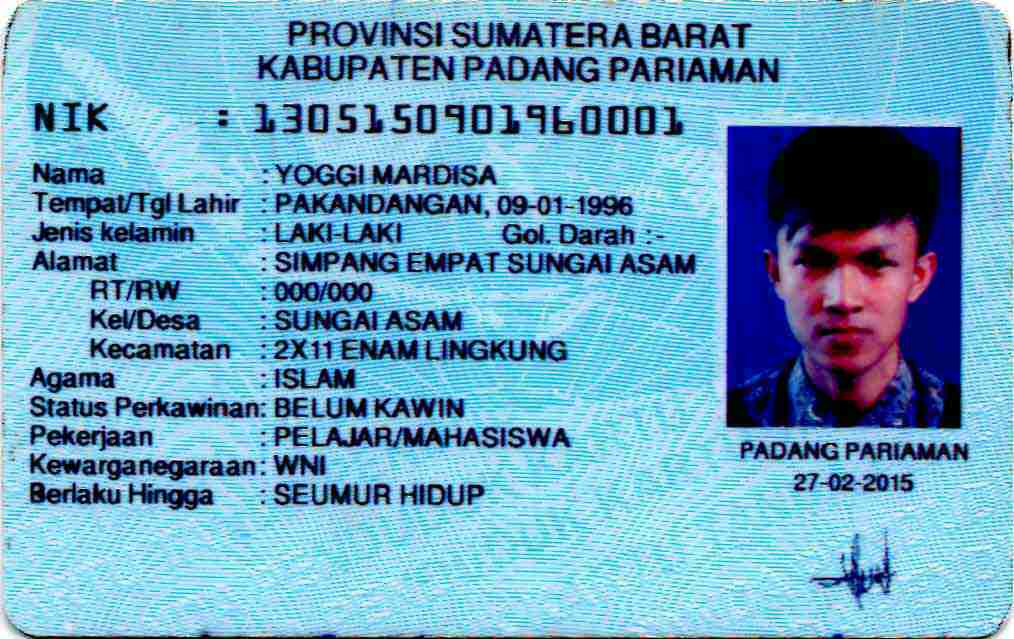 PROVINSI SUMATERA BARAT
KABUPATEN PADANG PARIAMAN
NIK : 1305150901960001
Nama : YOGGI MARDISA
Tempat/Tgl Lahir : PAKANDANGAN, 09-01-1996
Jenis kelamin : LAKI-LAKI Gol. Darah :-
Alamat : SIMPANG EMPAT SUNGAI ASAM
RT/RW : 000/000
Kel/Desa : SUNGAI ASAM
Kecamatan : 2X11 ENAM LINGKUNG
Agama : ISLAM
Status Perkawinan: BELUM KAWIN
Pekerjaan : PELAJAR/MAHASISWA
Kewarganegaraan: WNI
Berlaku Hingga : SEUMUR HIDUP
PADANG PARIAMAN
27-02-2015